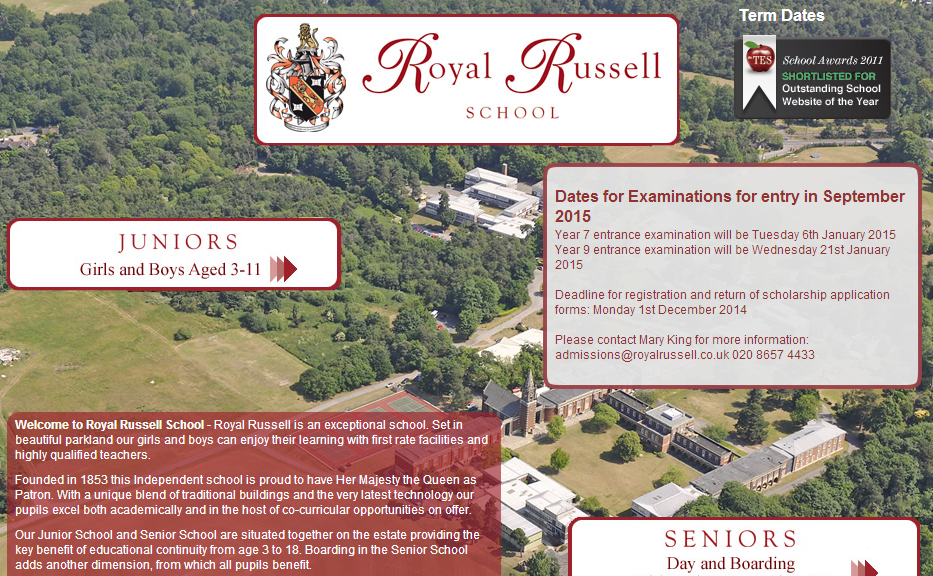 Term Dates
Royal Russell
SCHOOL
TES
School Awards 2011
SHORTLISTED FOR
Outstanding School
Website of the Year
Dates for Examinations for entry in September
2015
Year 7 entrance examination will be Tuesday 6th January 2015
Year 9 entrance examination will be Wednesday 21st January
2015
Deadline for registration and return of scholarship application
forms: Monday 1st December 2014
Please contact Mary King for more information:
admissions@royalrussell.co.uk 020 8657 4433
JUNIORS
Girls and Boys Aged 3-11
Welcome to Royal Russell School - Royal Russell is an exceptional school. Set in
beautiful parkland our girls and boys can enjoy their learning with first rate facilities and
highly qualified teachers.
Founded in 1853 this Independent school is proud to have Her Majesty the Queen as
Patron. With a unique blend of traditional buildings and the very latest technology our
pupils excel both academically and in the host of co-curricular opportunities on offer.
Our Junior School and Senior School are situated together on the estate providing the
key benefit of educational continuity from age 3 to 18. Boarding in the Senior School
adds another dimension, from which all pupils benefit.
SENIORS
Day and Boarding